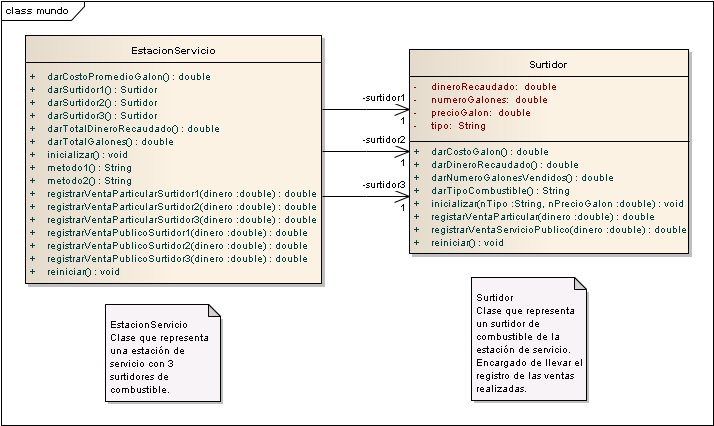 class mundo
EstacionServicio
+ darCostoPromedioGalon() : double
+ darSurtidor1() : Surtidor
+ darSurtidor2() : Surtidor
+ darSurtidor3() : Surtidor
+ darTotalDineroRecaudado() : double
+ darTotalGalones() : double
+ inicializar() : void
+ metodo1() : String
+ metodo2() : String
+ registrarVentaParticularSurtidor1(dinero :double) : double
+ registrarVentaParticularSurtidor2(dinero :double) : double
+ registrarVentaParticularSurtidor3(dinero :double) : double
+ registrarVentaPublicoSurtidor1(dinero :double) : double
+ registrarVentaPublicoSurtidor2(dinero :double) : double
+ registrarVentaPublicoSurtidor3(dinero :double) : double
+ reiniciar() : void
-surtidor1
1
-surtidor2
1
-surtidor3
1
Surtidor
- dineroRecaudado: double
- numeroGalones: double
- precioGalon: double
- tipo: String
+ darCostoGalon() : double
+ darDineroRecaudado() : double
+ darNumeroGalonesVendidos() : double
+ darTipoCombustible() : String
+ inicializar(nTipo :String, nPrecioGalon :double) : void
+ registarVentaParticular(dinero :double) : double
+ registrarVentaServicioPublico(dinero :double) : double
+ reiniciar() : void
EstacionServicio
Clase que representa
una estación de
servicio con 3
surtidores de
combustible.
Surtidor
Clase que representa
un surtidor de
combustible de la
estación de servicio.
Encargado de llevar el
registro de las ventas
realizadas.